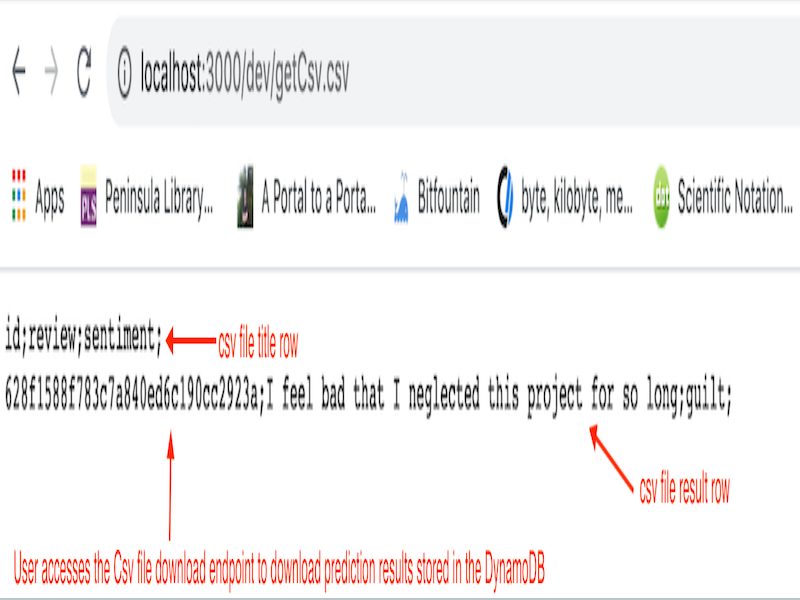 localhost:3000/dev/getCsv.csv
Apps PLS Peninsula Library... A Portal to a Porta... Bitfountain byte, kilobyte, me... dot Scientific Notation...
id;review;sentiment; csv file title row
628f1588f783c7a840ed6c190cc2923a;I feel bad that I neglected this project for so long;guilt;
csv file result row
User accesses the Csv file download endpoint to download prediction results stored in the DynamoDB